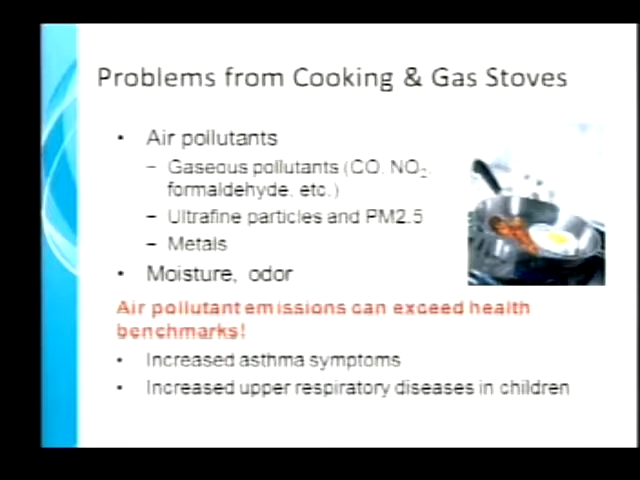 Problems from Cooking & Gas Stoves
• Air pollutants
– Gaseous pollutants (CO, NO₂,
formaldehyde, etc.)
– Ultrafine particles and PM2.5
– Metals
• Moisture, odor
Air pollutant emissions can exceed health
benchmarks!
• Increased asthma symptoms
• Increased upper respiratory diseases in children